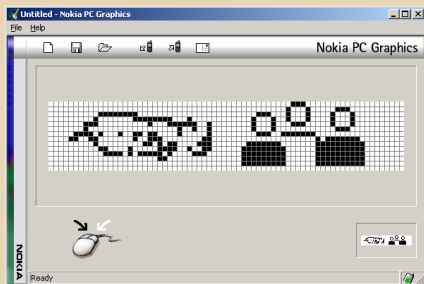 Untitled - Nokia PC Graphics
File Help
Nokia PC Graphics
NOKIA
Ready